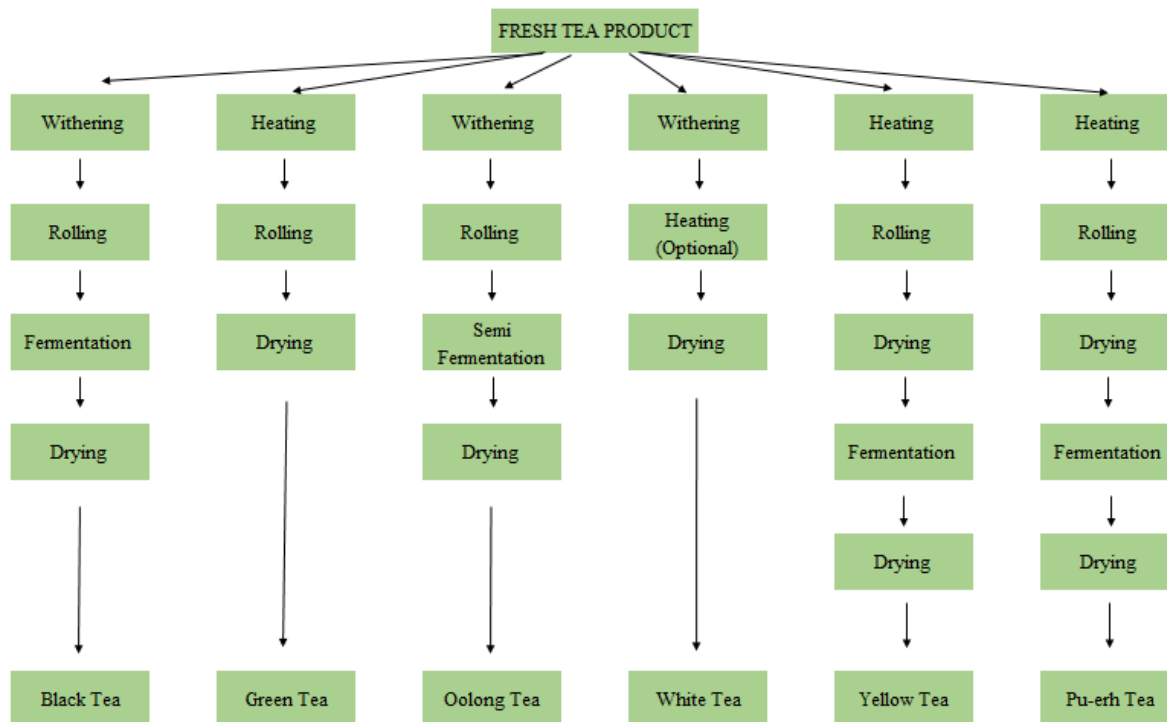 FRESH TEA PRODUCT
Withering
Heating
Withering
Withering
Heating
Heating
Rolling
Rolling
Rolling
Heating
(Optional)
Rolling
Rolling
Fermentation
Drying
Semi
Fermentation
Drying
Drying
Drying
Drying
Drying
Fermentation
Fermentation
Drying
Drying
Black Tea
Green Tea
Oolong Tea
White Tea
Yellow Tea
Pu-erh Tea